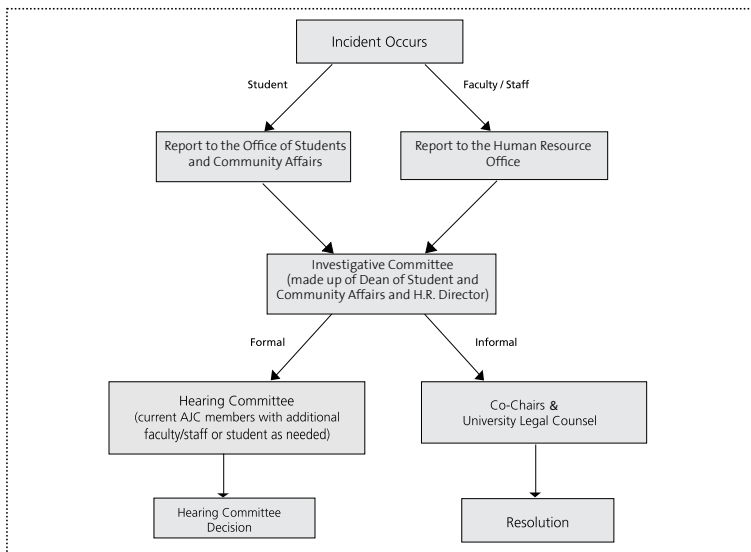 Incident Occurs
Student
Faculty / Staff
Report to the Office of Students
and Community Affairs
Report to the Human Resource
Office
Investigative Committee
(made up of Dean of Student and
Community Affairs and H.R. Director)
Formal
Informal
Hearing Committee
(current AJC members with additional
faculty/staff or student as needed)
Co-Chairs &
University Legal Counsel
Hearing Committee
Decision
Resolution